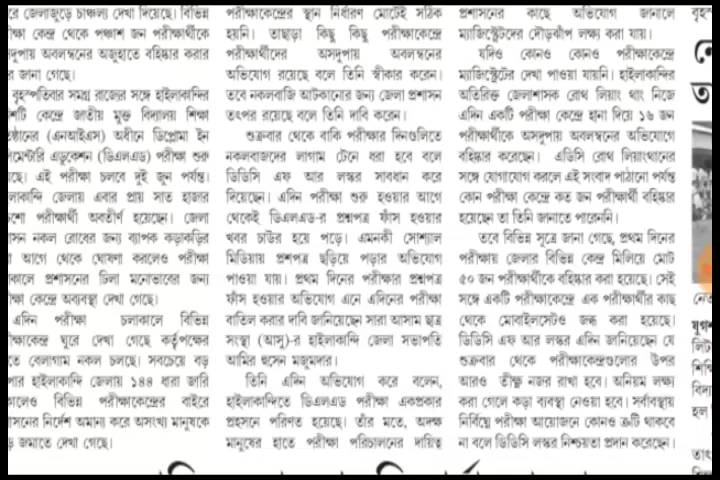 রে জেলাজুড়ে চাঞ্চল্য দেখা দিয়েছে। বিভিন্ন
ীক্ষা কেন্দ্র থেকে পঞ্চাশ জন পরীক্ষার্থীকে
সদুপায় অবলম্বনের অজুহাতে বহিষ্কার করার
র জানা গেছে।
বৃহস্পতিবার সমগ্র রাজ্যের সঙ্গে হাইলাকান্দির
শটি কেন্দ্রে জাতীয় মুক্ত বিদ্যালয় শিক্ষা
তষ্ঠানের (এনআইএস) অধীনে ডিপ্লোমা ইন
লমেন্টারি এডুকেশন (ডিএলএড) পরীক্ষা শুরু
য়ছে। এই পরীক্ষা চলবে দুই জুন পর্যন্ত।
লাকান্দি জেলায় এবার প্রায় সাত হাজার
শো পরীক্ষার্থী অবতীর্ণ হয়েছেন। জেলা
াসন নকল রোধের জন্য ব্যাপক কড়াকড়ির
া আগে থেকে ঘোষণা করলেও পরীক্ষা
কালে প্রশাসনের ঢিলা মনোভাবের জন্য
ীক্ষা কেন্দ্রে অব্যবস্থা দেখা গেছে।
এদিন পরীক্ষা চলাকালে বিভিন্ন
ীক্ষাকেন্দ্র ঘুরে দেখা গেছে কর্তৃপক্ষের
তে বেলাগাম নকল চলছে। সবচেয়ে বড়
পার হাইলাকান্দি জেলায় ১৪৪ ধারা জারি
কালেও বিভিন্ন পরীক্ষাকেন্দ্রের বাইরে
াসনের নির্দেশ অমান্য করে অসংখ্য মানুষকে
ড় জমাতে দেখা গেছে।
পরীক্ষাকেন্দ্রের স্থান নির্ধারণ মোটেই সঠিক
হয়নি। তাছাড়া কিছু কিছু পরীক্ষাকেন্দ্রে
পরীক্ষার্থীদের অসদুপায় অবলম্বনের
অভিযোগ রয়েছে বলে তিনি স্বীকার করেন।
তবে নকলবাজি আটকানোর জন্য জেলা প্রশাসন
তৎপর রয়েছে বলে তিনি দাবি করেন।
শুক্রবার থেকে বাকি পরীক্ষার দিনগুলিতে
নকলবাজদের লাগাম টেনে ধরা হবে বলে
ডিডিসি এফ আর লস্কর সাবধান করে
দিয়েছেন। এদিন পরীক্ষা শুরু হওয়ার আগে
থেকেই ডিএলএড-র প্রশ্নপত্র ফাঁস হওয়ার
খবর চাউর হয়ে পড়ে। এমনকী সোশ্যাল
মিডিয়ায় প্রশপত্র ছড়িয়ে পড়ার অভিযোগ
পাওয়া যায়। প্রথম দিনের পরীক্ষার প্রশ্নপত্র
ফাঁস হওয়ার অভিযোগ এনে এদিনের পরীক্ষা
বাতিল করার দাবি জানিয়েছেন সারা আসাম ছাত্র
সংস্থা (আসু)-র হাইলাকান্দি জেলা সভাপতি
আমির হুসেন মজুমদার।
তিনি এদিন অভিযোগ করে বলেন,
হাইলাকান্দিতে ডিএলএড পরীক্ষা একপ্রকার
প্রহসনে পরিণত হয়েছে। তাঁর মতে, অদক্ষ
মানুষের হাতে পরীক্ষা পরিচালনের দায়িত্ব
প্রশাসনের কাছে অভিযোগ জানালে
ম্যাজিস্ট্রেটদের দৌড়ঝাঁপ লক্ষ্য করা যায়।
যদিও কোনও কোনও পরীক্ষাকেন্দ্রে
ম্যাজিস্ট্রেটের দেখা পাওয়া যায়নি। হাইলাকান্দির
অতিরিক্ত জেলাশাসক রোথ লিয়াং থাং নিজে
এদিন একটি পরীক্ষা কেন্দ্রে হানা দিয়ে ১৬ জন
পরীক্ষার্থীকে অসদুপায় অবলম্বনের অভিযোগে
বহিষ্কার করেছেন। এডিসি রোথ লিয়াংথানের
সঙ্গে যোগাযোগ করলে এই সংবাদ পাঠানো পর্যন্ত
কোন পরীক্ষা কেন্দ্রে কত জন পরীক্ষার্থী বহিষ্কার
হয়েছেন তা তিনি জানাতে পারেননি।
তবে বিভিন্ন সূত্রে জানা গেছে, প্রথম দিনের
পরীক্ষায় জেলার বিভিন্ন কেন্দ্র মিলিয়ে মোট
৫০ জন পরীক্ষার্থীকে বহিষ্কার করা হয়েছে। সেই
সঙ্গে একটি পরীক্ষাকেন্দ্রে এক পরীক্ষার্থীর কাছ
থেকে মোবাইলসেটও জব্দ করা হয়েছে।
ডিডিসি এফ আর লস্কর এদিন জানিয়েছেন যে
শুক্রবার থেকে পরীক্ষাকেন্দ্রগুলোর উপর
আরও তীক্ষ্ণ নজর রাখা হবে। অনিয়ম লক্ষ্য
করা গেলে কড়া ব্যবস্থা নেওয়া হবে। সর্বাবস্থায়
নির্বিঘ্নে পরীক্ষা আয়োজনে কোনও ত্রুটি থাকবে
না বলে ডিডিসি লস্কর নিশ্চয়তা প্রদান করেছেন।